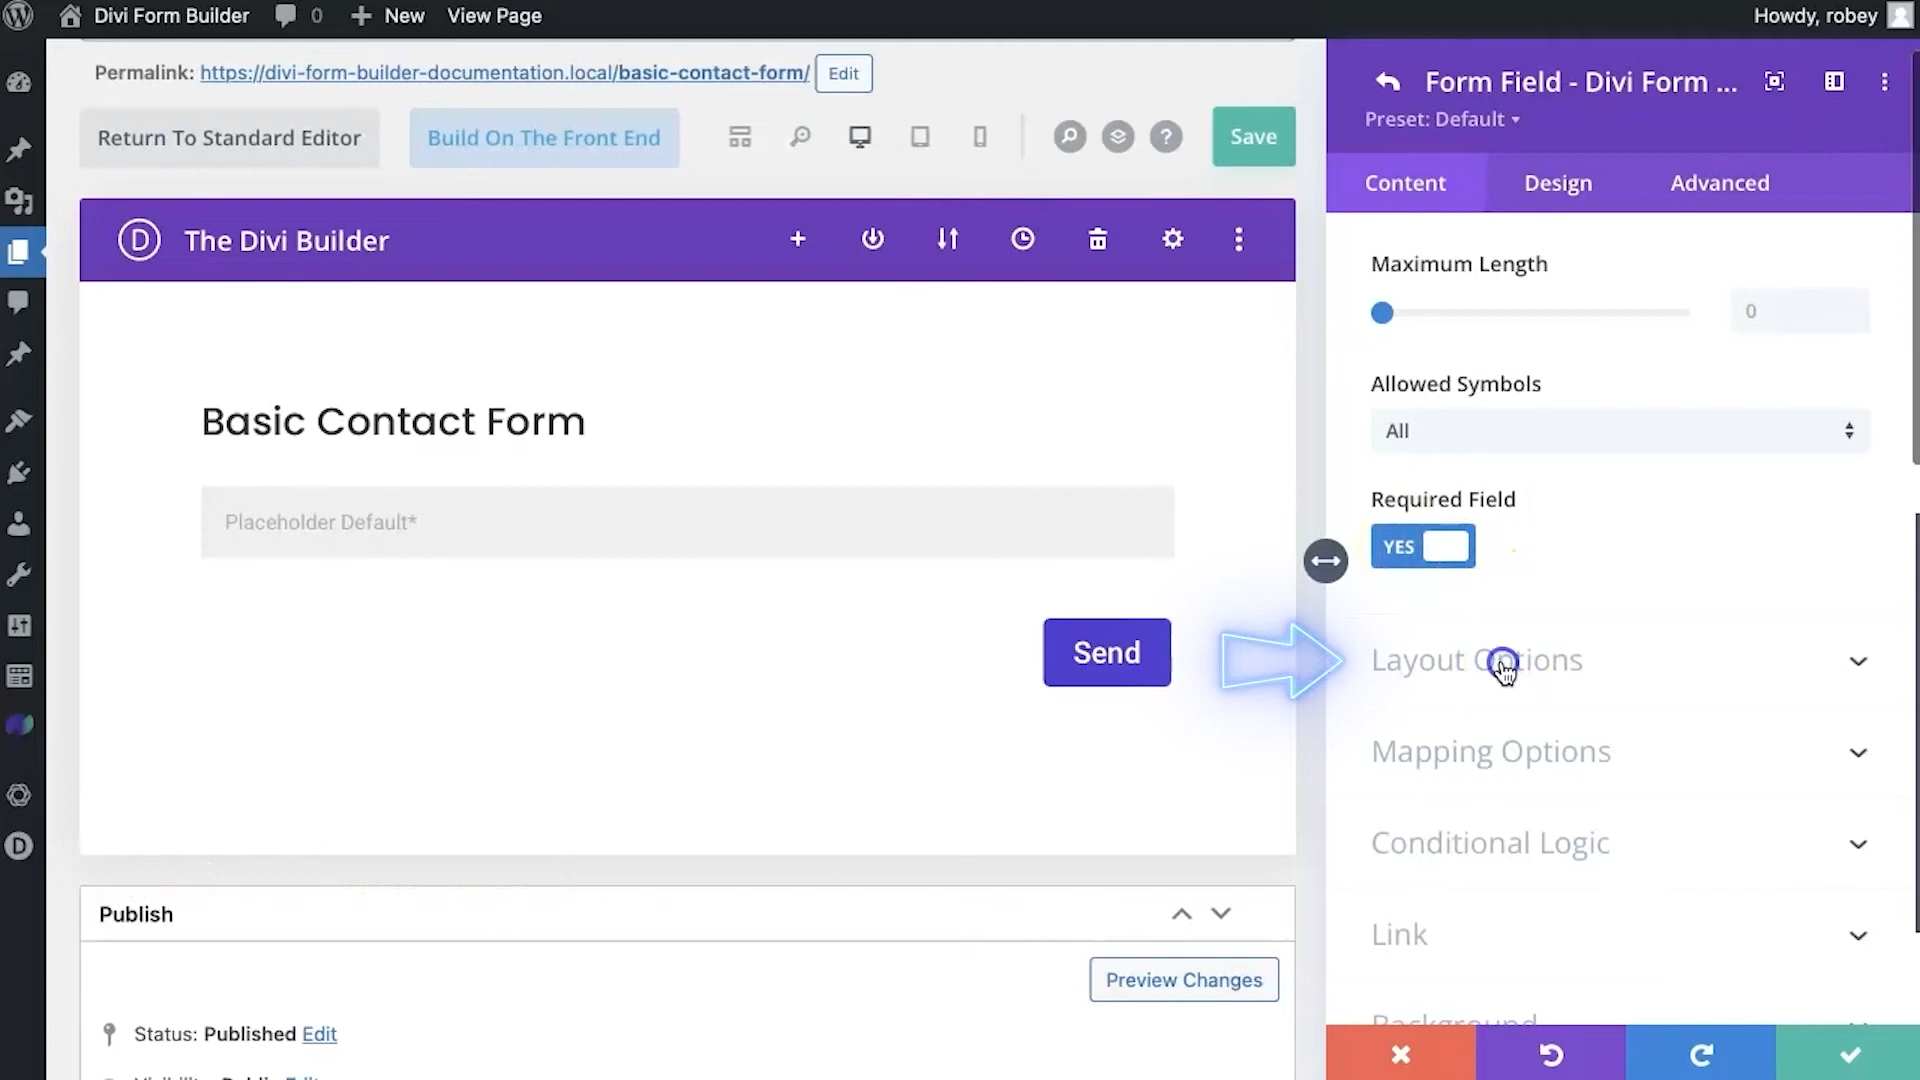 Divi Form Builder 0 New View Page Howdy, robey
Permalink: https://divi-form-builder-documentation.local/basic-contact-form/ Edit
Return To Standard Editor Build On The Front End ? Save
D The Divi Builder
Basic Contact Form
Placeholder Default*
Send
Publish
Preview Changes
Status: Published Edit
Form Field - Divi Form ...
Preset: Default
Content Design Advanced
Maximum Length
0
Allowed Symbols
All
Required Field
YES
Layout Options
Mapping Options
Conditional Logic
Link
Background